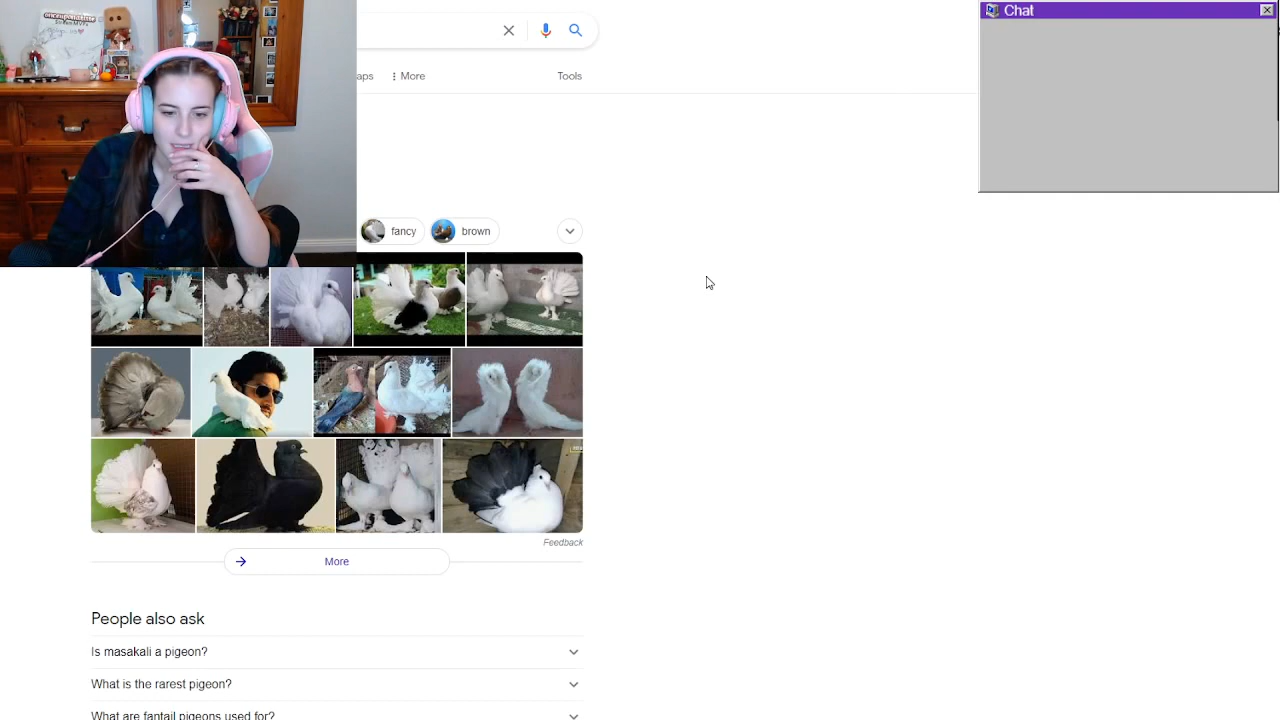 Chat
aps
More
Tools
fancy
brown
Feedback
More
People also ask
Is masakali a pigeon?
What is the rarest pigeon?
What are fantail pigeons used for?